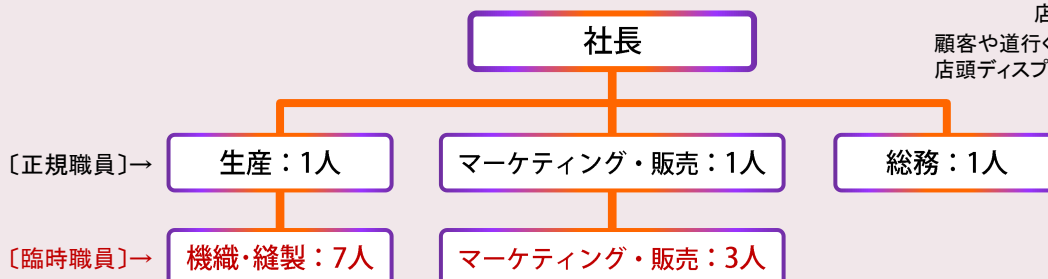 社長
店
顧客や道行く
店頭ディスプ
〔正規職員〕→
生産：1人
マーケティング・販売：1人
総務：1人
〔臨時職員〕→
機織・縫製：7人
マーケティング・販売：3人